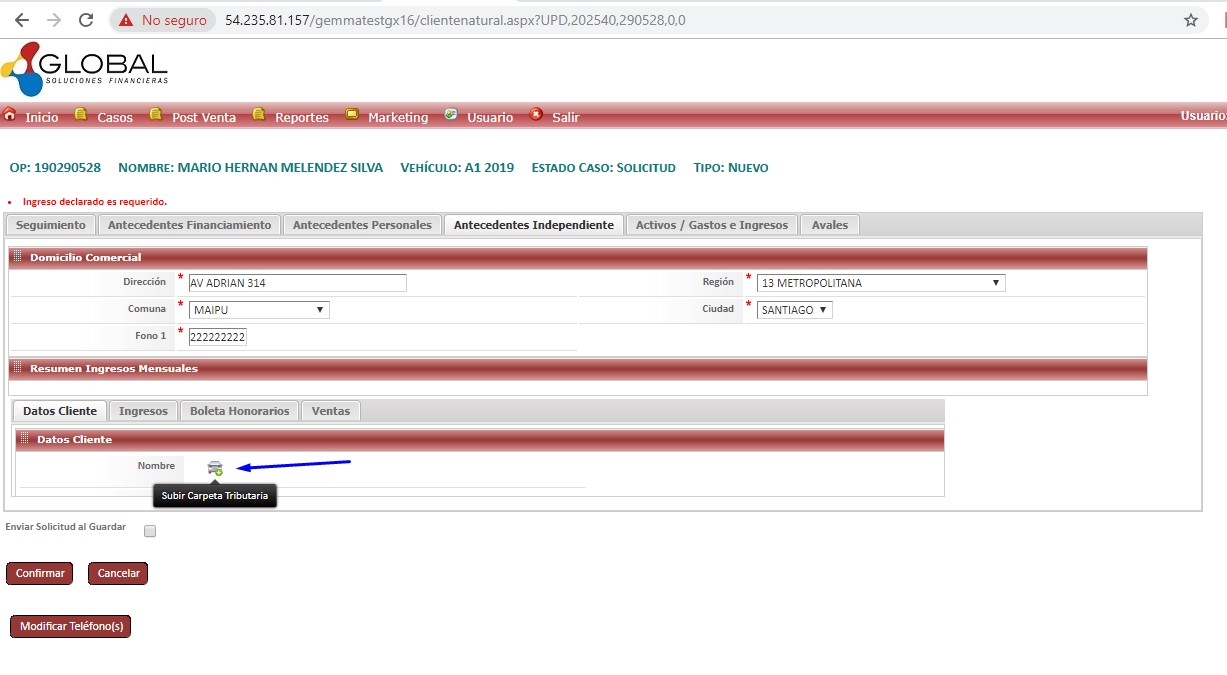 No seguro 54.235.81.157/gemmatestgx16/clientenatural.aspx?UPD,202540,290528,0,0
GLOBAL
SOLUCIONES FINANCIERAS
Inicio Casos Post Venta Reportes Marketing Usuario Salir Usuario:
OP: 190290528 NOMBRE: MARIO HERNAN MELENDEZ SILVA VEHÍCULO: A1 2019 ESTADO CASO: SOLICITUD TIPO: NUEVO
• Ingreso declarado es requerido.
Seguimiento Antecedentes Financiamiento Antecedentes Personales Antecedentes Independiente Activos / Gastos e Ingresos Avales
Domicilio Comercial
Dirección * AV ADRIAN 314 Región * 13 METROPOLITANA
Comuna * MAIPU Ciudad * SANTIAGO
Fono 1 * 222222222
Resumen Ingresos Mensuales
Datos Cliente Ingresos Boleta Honorarios Ventas
Datos Cliente
Nombre
Subir Carpeta Tributaria
Enviar Solicitud al Guardar
Confirmar Cancelar
Modificar Teléfono(s)